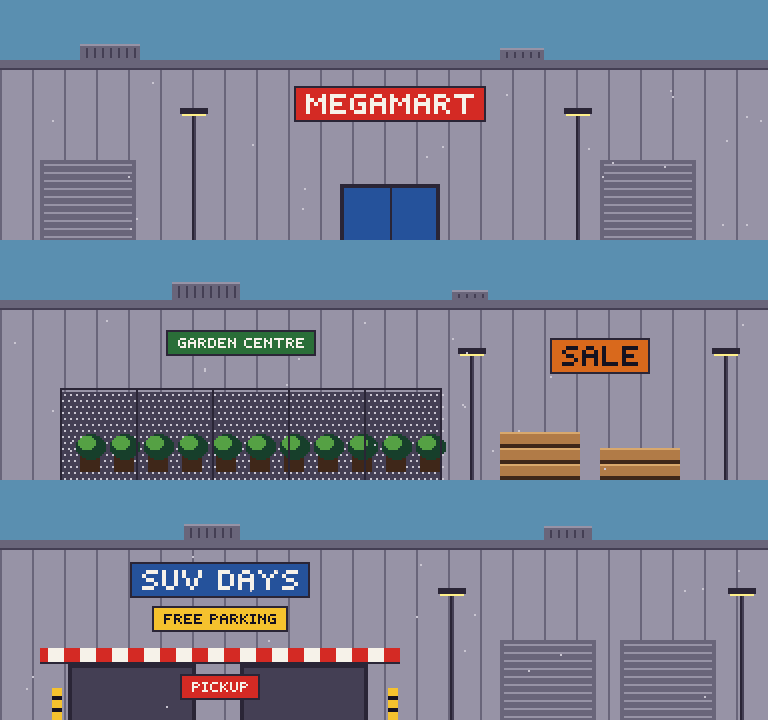 MEGAMART
GARDEN CENTRE
SALE
SUV DAYS
FREE PARKING
PICKUP